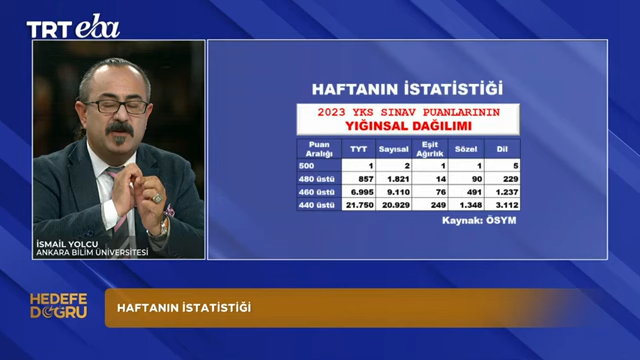 TRT eba
HAFTANIN İSTATİSTİĞİ
2023 YKS SINAV PUANLARININ
YIĞINSAL DAĞILIMI
Puan Aralığı TYT Sayısal Eşit Ağırlık Sözel Dil
500 1 2 1 1 5
480 üstü 857 1.821 14 90 229
460 üstü 6.995 9.110 76 491 1.237
440 üstü 21.750 20.929 249 1.348 3.112
Kaynak: ÖSYM
İSMAİL YOLCU
ANKARA BİLİM ÜNİVERSİTESİ
HEDEFE
DOĞRU
HAFTANIN İSTATİSTİĞİ